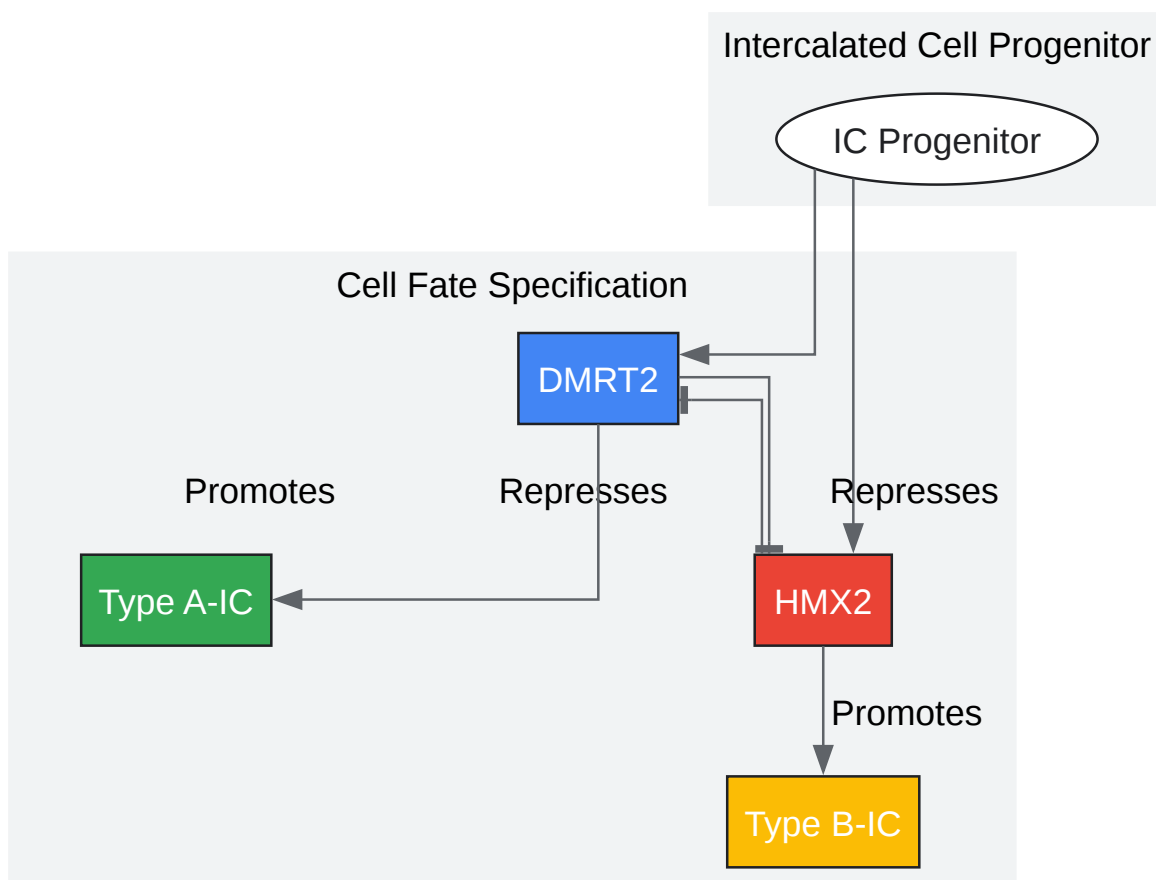 Intercalated Cell Progenitor
IC Progenitor
Cell Fate Specification
DMRT2
Promotes
Represses
Represses
Type A-IC
HMX2
Promotes
Type B-IC